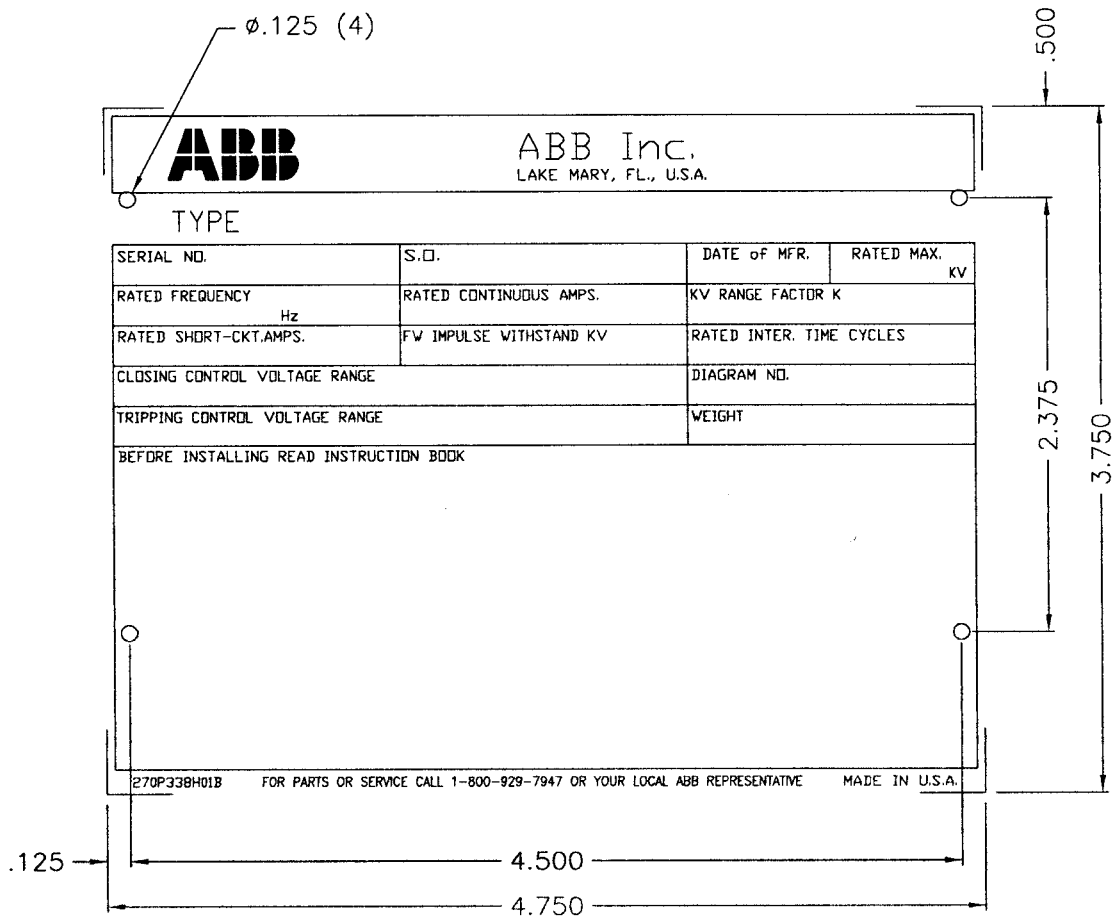 ø.125 (4)
.500
ABB
ABB Inc.
LAKE MARY, FL., U.S.A.
TYPE
SERIAL NO.
S.O.
DATE of MFR.
RATED MAX.
KV
RATED FREQUENCY
Hz
RATED CONTINUOUS AMPS.
KV RANGE FACTOR K
RATED SHORT-CKT.AMPS.
FW IMPULSE WITHSTAND KV
RATED INTER. TIME CYCLES
CLOSING CONTROL VOLTAGE RANGE
DIAGRAM NO.
TRIPPING CONTROL VOLTAGE RANGE
WEIGHT
BEFORE INSTALLING READ INSTRUCTION BOOK
2.375
3.750
270P338H01B FOR PARTS OR SERVICE CALL 1-800-929-7947 OR YOUR LOCAL ABB REPRESENTATIVE MADE IN U.S.A.
.125
4.500
4.750